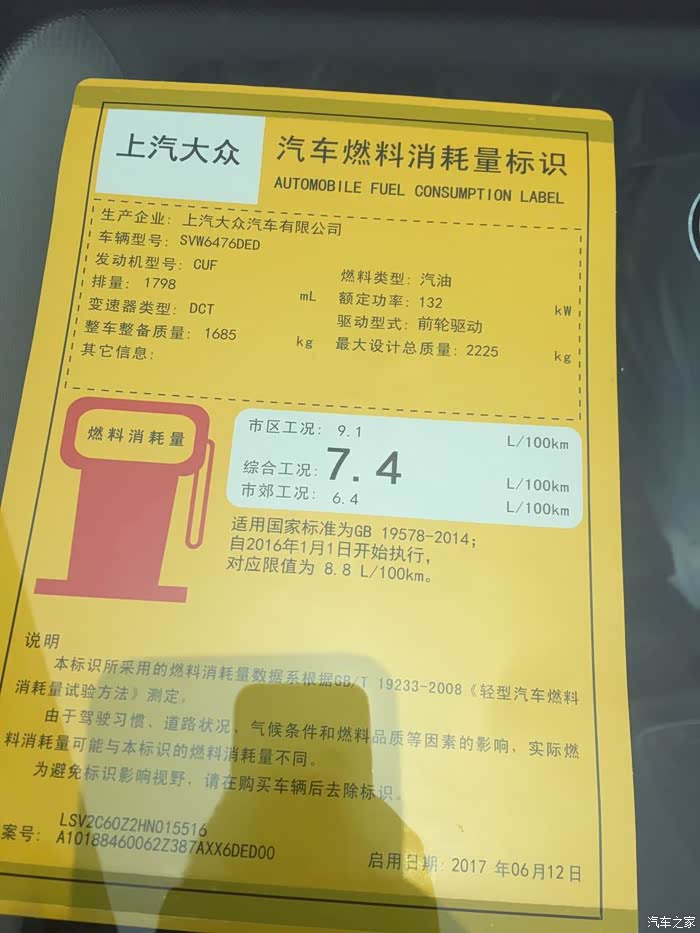 上汽大众
汽车燃料消耗量标识
AUTOMOBILE FUEL CONSUMPTION LABEL
生产企业: 上汽大众汽车有限公司
车辆型号: SVW6476DED
发动机型号: CUF
燃料类型: 汽油
排量: 1798 mL
额定功率: 132 kW
变速器类型: DCT
驱动型式: 前轮驱动
整车整备质量: 1685 kg
最大设计总质量: 2225 kg
其它信息:
燃料消耗量
市区工况: 9.1 L/100km
综合工况: 7.4 L/100km
市郊工况: 6.4 L/100km
适用国家标准为GB 19578-2014;
自2016年1月1日开始执行,
对应限值为 8.8 L/100km。
说明
本标识所采用的燃料消耗量数据系根据GB/T 19233-2008《轻型汽车燃料
消耗量试验方法》测定。
由于驾驶习惯、道路状况、气候条件和燃料品质等因素的影响, 实际燃
料消耗量可能与本标识的燃料消耗量不同。
为避免标识影响视野, 请在购买车辆后去除标识。
LSV2C60Z2HN015516
案号: A10188460062Z387AXX6DED00
启用日期: 2017 年06月12日
汽车之家